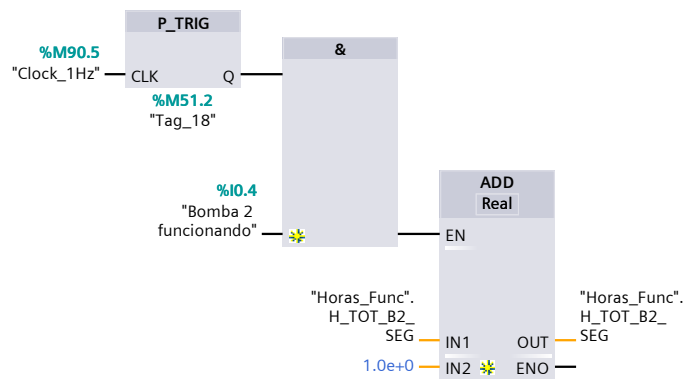 P_TRIG
%M90.5
"Clock_1Hz"
CLK
Q
%M51.2
"Tag_18"
&
%I0.4
"Bomba 2
funcionando"
ADD
Real
EN
"Horas_Func".
H_TOT_B2_
SEG
IN1
OUT
"Horas_Func".
H_TOT_B2_
SEG
1.0e+0
IN2
ENO